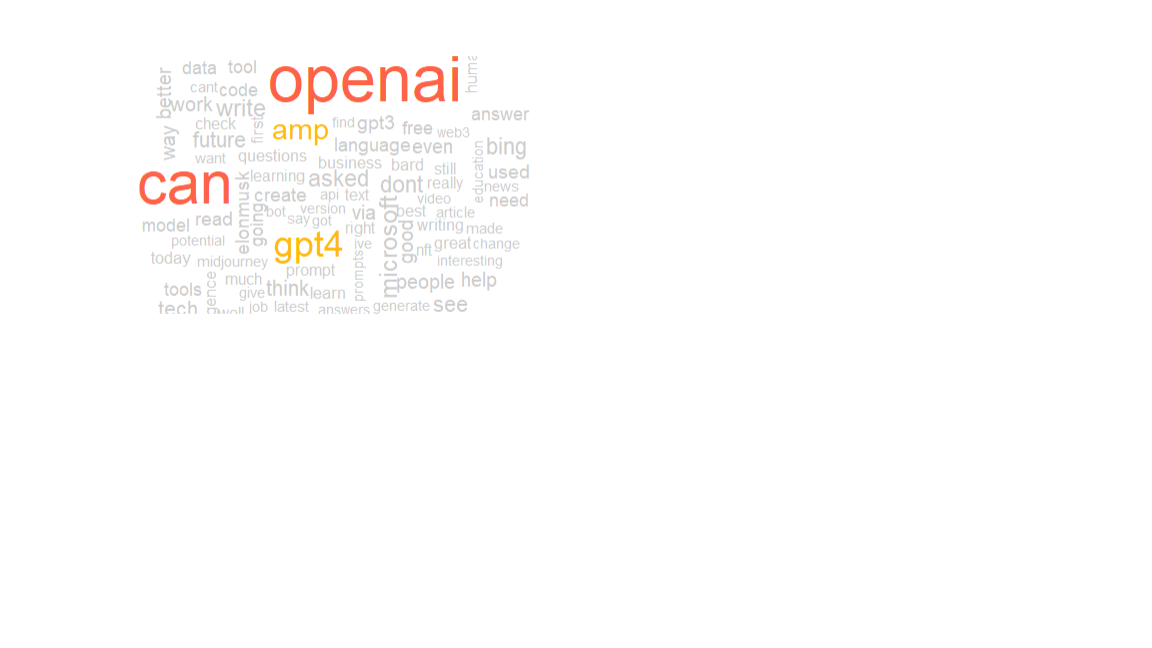 openai
can
gpt4
amp
data
tool
better
cant
code
work
write
check
first
find
gpt3
free
web3
answer
way
future
language
even
bing
want
questions
business
bard
still
education
used
learning
asked
dont
really
news
elonmusk
create
api
text
video
need
going
bot
version
via
microsoft
best
article
model
read
say
got
right
good
writing
made
potential
ive
nft
great
change
today
midjourney
prompt
prompts
interesting
much
people
help
tools
give
think
learn
tech
job
latest
answers
generate
see